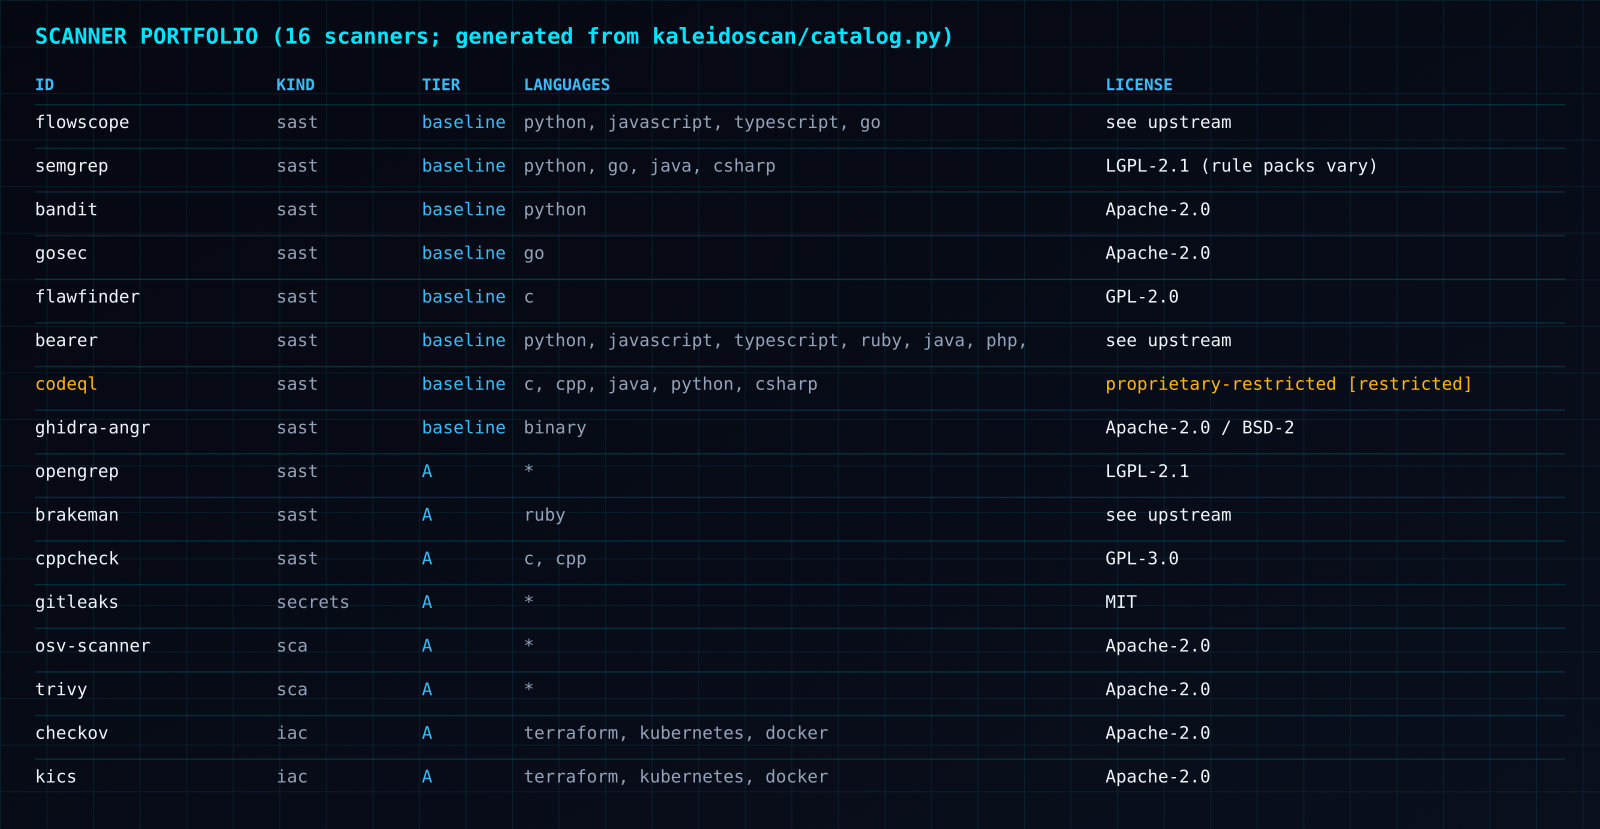 SCANNER PORTFOLIO (16 scanners; generated from kaleidoscan/catalog.py)
ID KIND TIER LANGUAGES LICENSE
flowscope sast baseline python, javascript, typescript, go see upstream
semgrep sast baseline python, go, java, csharp LGPL-2.1 (rule packs vary)
bandit sast baseline python Apache-2.0
gosec sast baseline go Apache-2.0
flawfinder sast baseline c GPL-2.0
bearer sast baseline python, javascript, typescript, ruby, java, php, see upstream
codeql sast baseline c, cpp, java, python, csharp proprietary-restricted [restricted]
ghidra-angr sast baseline binary Apache-2.0 / BSD-2
opengrep sast A * LGPL-2.1
brakeman sast A ruby see upstream
cppcheck sast A c, cpp GPL-3.0
gitleaks secrets A * MIT
osv-scanner sca A * Apache-2.0
trivy sca A * Apache-2.0
checkov iac A terraform, kubernetes, docker Apache-2.0
kics iac A terraform, kubernetes, docker Apache-2.0